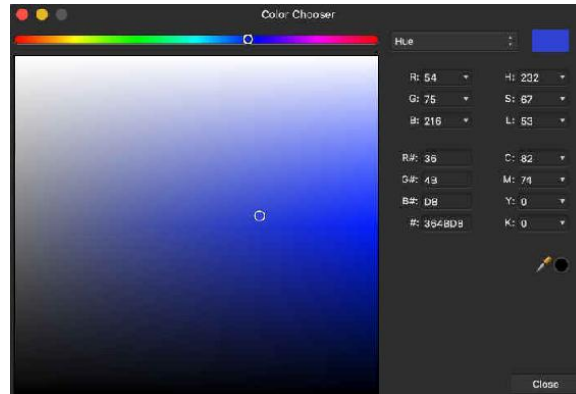 Color Chooser
Hue
R: 54 H: 232
G: 75 S: 67
B: 216 L: 53
R#: 36 C: 82
G#: 4B M: 74
B#: D8 Y: 0
#: 364BD8 K: 0
Close